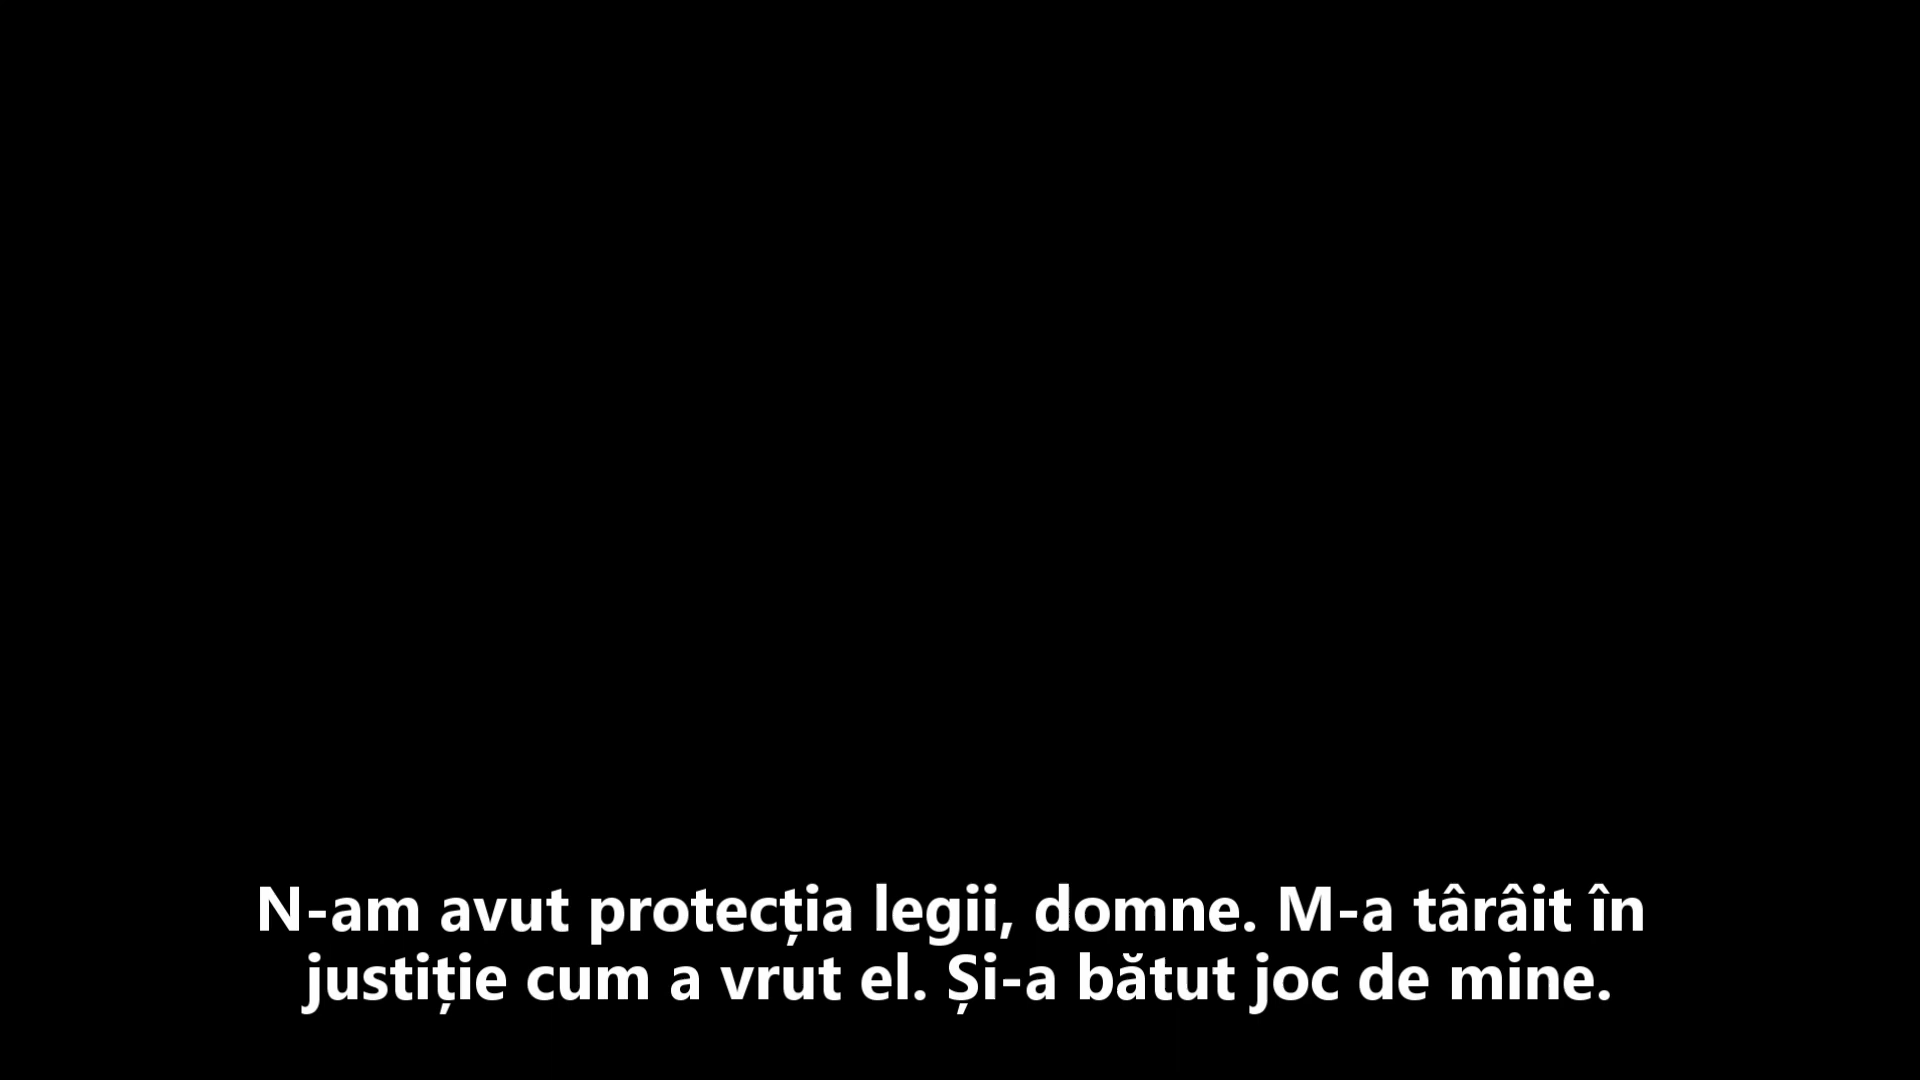 N-am avut protecția legii, domne. M-a târâit în
justiție cum a vrut el. Și-a bătut joc de mine.